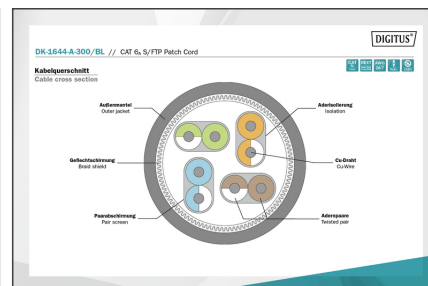 DIGITUS®
DK-1644-A-300/BL // CAT 6A S/FTP Patch Cord
Kabelquerschnitt
Cable cross section
Außenmantel
Outer jacket
Aderisolierung
Isolation
Geflechtschirmung
Braid shield
Cu-Draht
Cu-Wire
Paarabschirmung
Pair screen
Adernpaare
Twisted pair